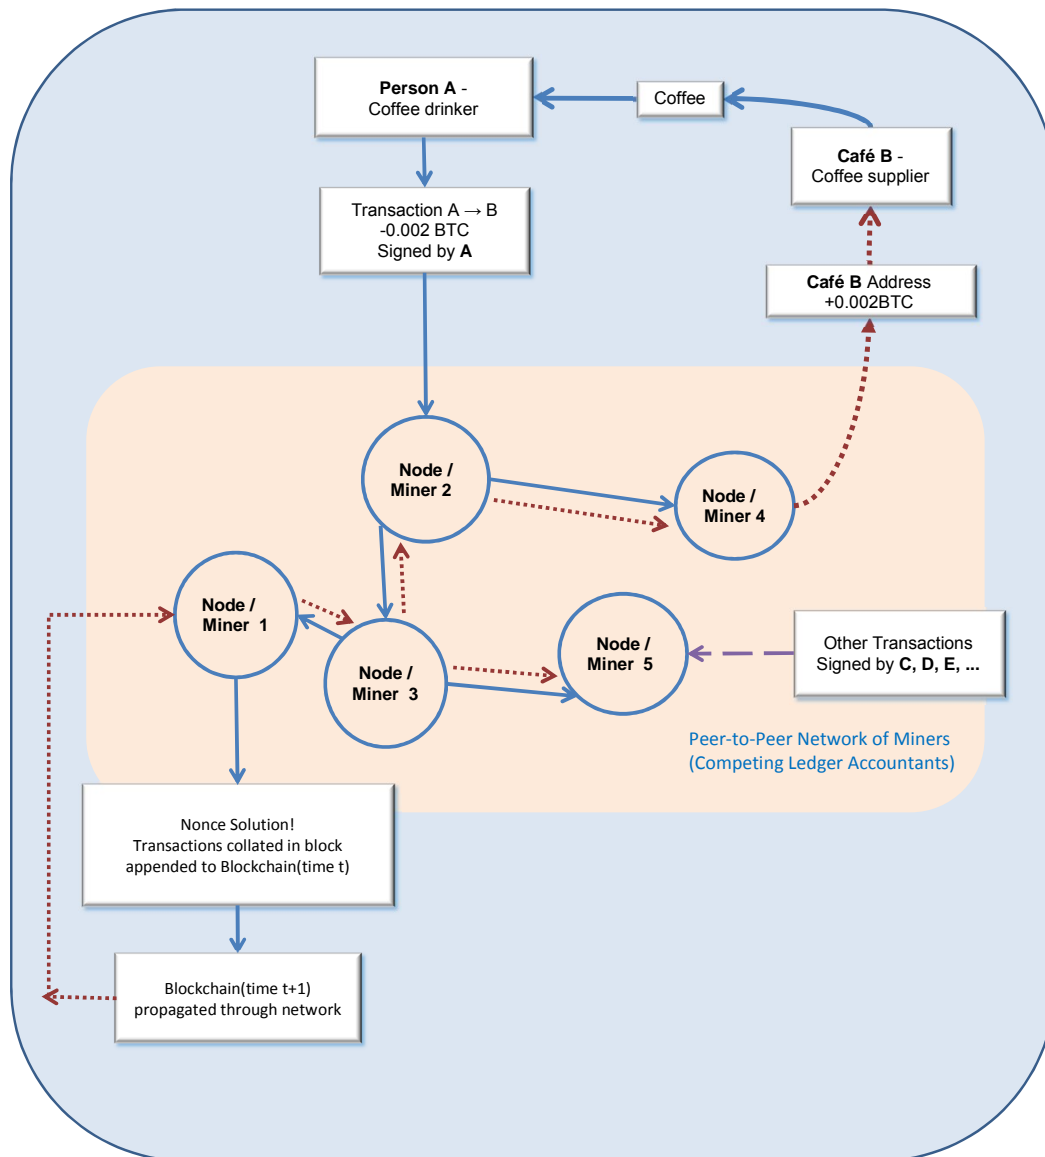 Person A -
Coffee drinker
Coffee
Café B -
Coffee supplier
Transaction A → B
-0.002 BTC
Signed by A
Café B Address
+0.002BTC
Node /
Miner 2
Node /
Miner 4
Node /
Miner 1
Node /
Miner 3
Node /
Miner 5
Other Transactions
Signed by C, D, E, ...
Peer-to-Peer Network of Miners
(Competing Ledger Accountants)
Nonce Solution!
Transactions collated in block
appended to Blockchain(time t)
Blockchain(time t+1)
propagated through network